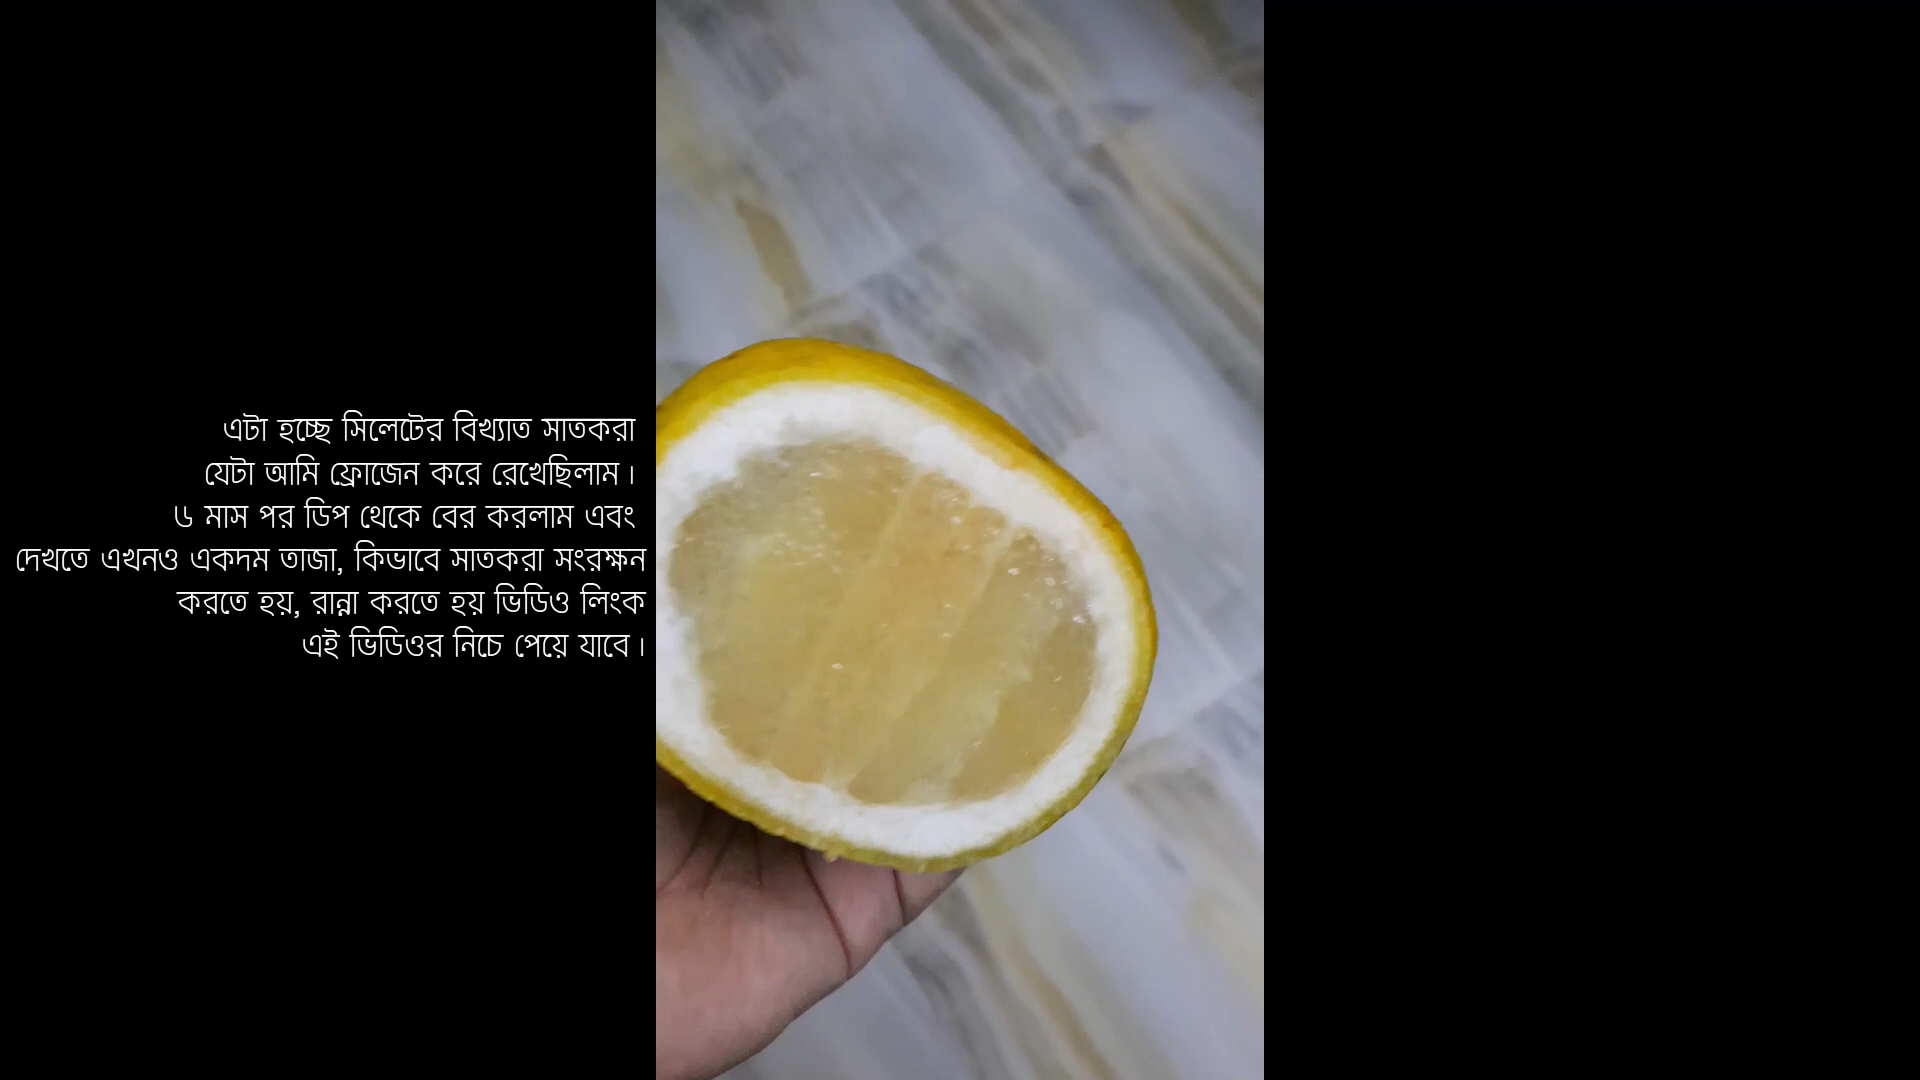 এটা হচ্ছে সিলেটের বিখ্যাত সাতকরা
যেটা আমি ফ্রোজেন করে রেখেছিলাম।
৬ মাস পর ডিপ থেকে বের করলাম এবং
দেখতে এখনও একদম তাজা, কিভাবে সাতকরা সংরক্ষন
করতে হয়, রান্না করতে হয় ভিডিও লিংক
এই ভিডিওর নিচে পেয়ে যাবে।